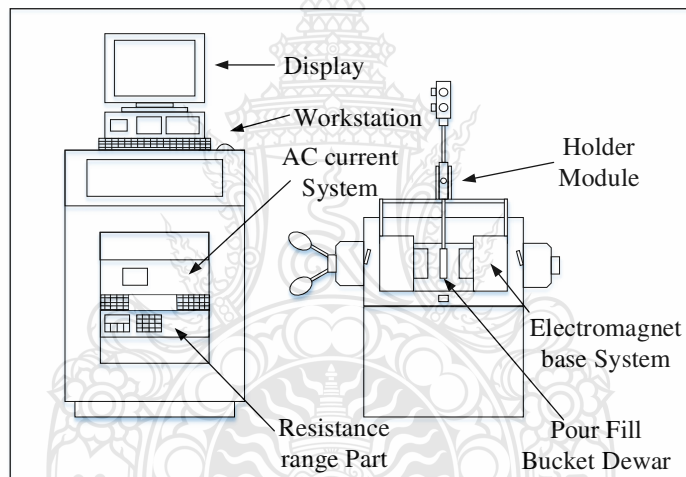 Display
Workstation
AC current
System
Resistance
range Part
Holder
Module
Electromagnet
base System
Pour Fill
Bucket Dewar